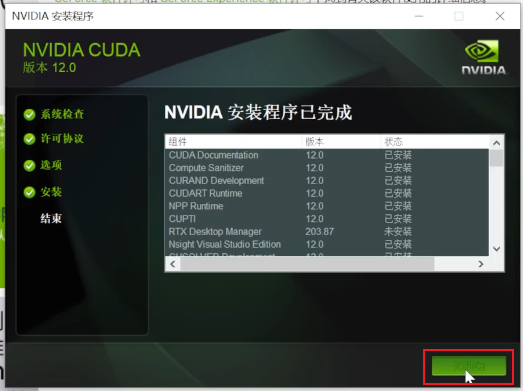 NVIDIA 安装程序
NVIDIA CUDA
版本 12.0
NVIDIA
系统检查
许可协议
选项
安装
结束
NVIDIA 安装程序已完成
组件 版本 状态
CUDA Documentation 12.0 已安装
Compute Sanitizer 12.0 已安装
CURAND Development 12.0 已安装
CUDART Runtime 12.0 已安装
NPP Runtime 12.0 已安装
CUPTI 12.0 已安装
RTX Desktop Manager 203.87 未安装
Nsight Visual Studio Edition 12.0 已安装
CUSOLVER Development 12.0 已安装